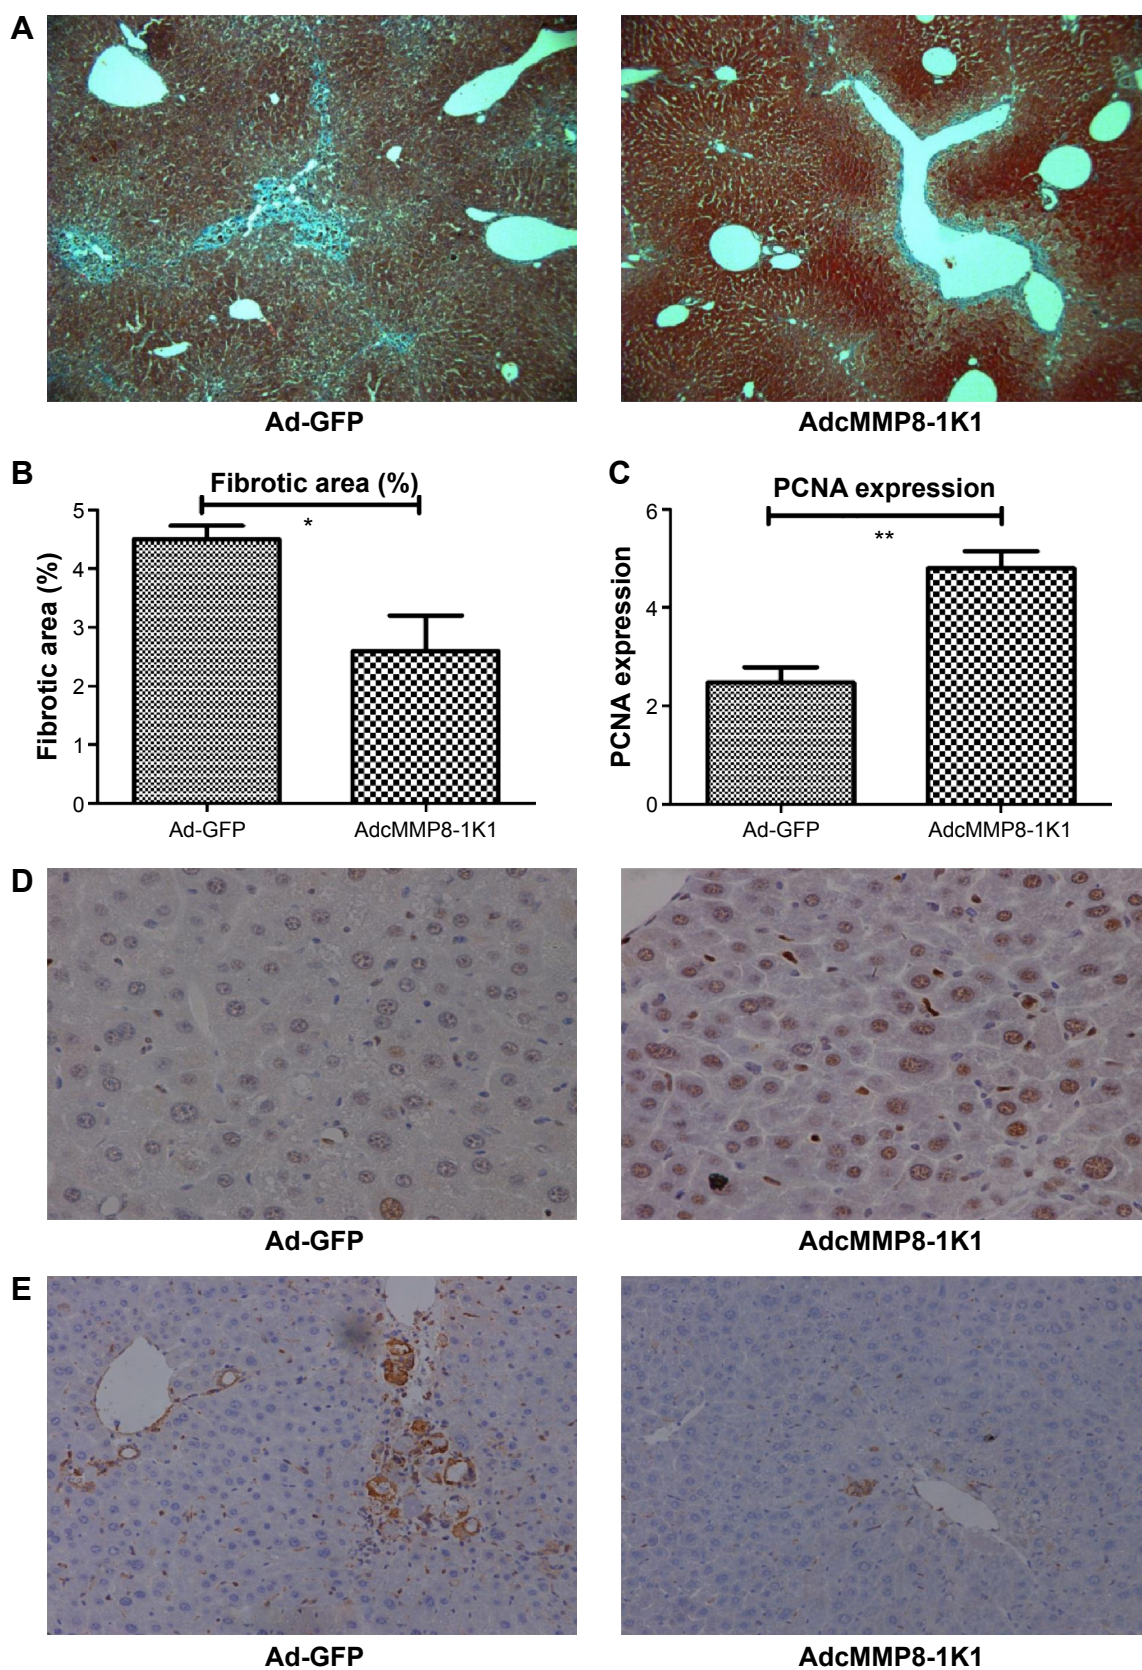 A
Ad-GFP
AdcMMP8-1K1
B
Fibrotic area (%)
*
Fibrotic area (%)
5
4
3
2
1
0
Ad-GFP
AdcMMP8-1K1
C
PCNA expression
**
PCNA expression
6
4
2
0
Ad-GFP
AdcMMP8-1K1
D
Ad-GFP
AdcMMP8-1K1
E
Ad-GFP
AdcMMP8-1K1